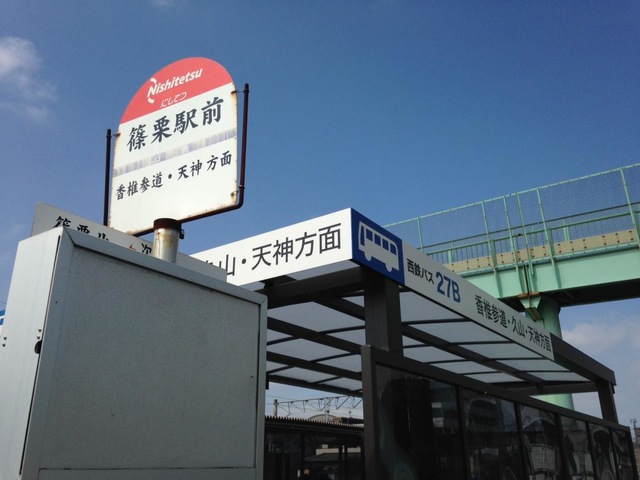 Nishitetsu
にしてつ
篠栗駅前
香椎参道・天神方面
山・天神方面
西鉄バス 27B
香椎参道・久山・天神方面